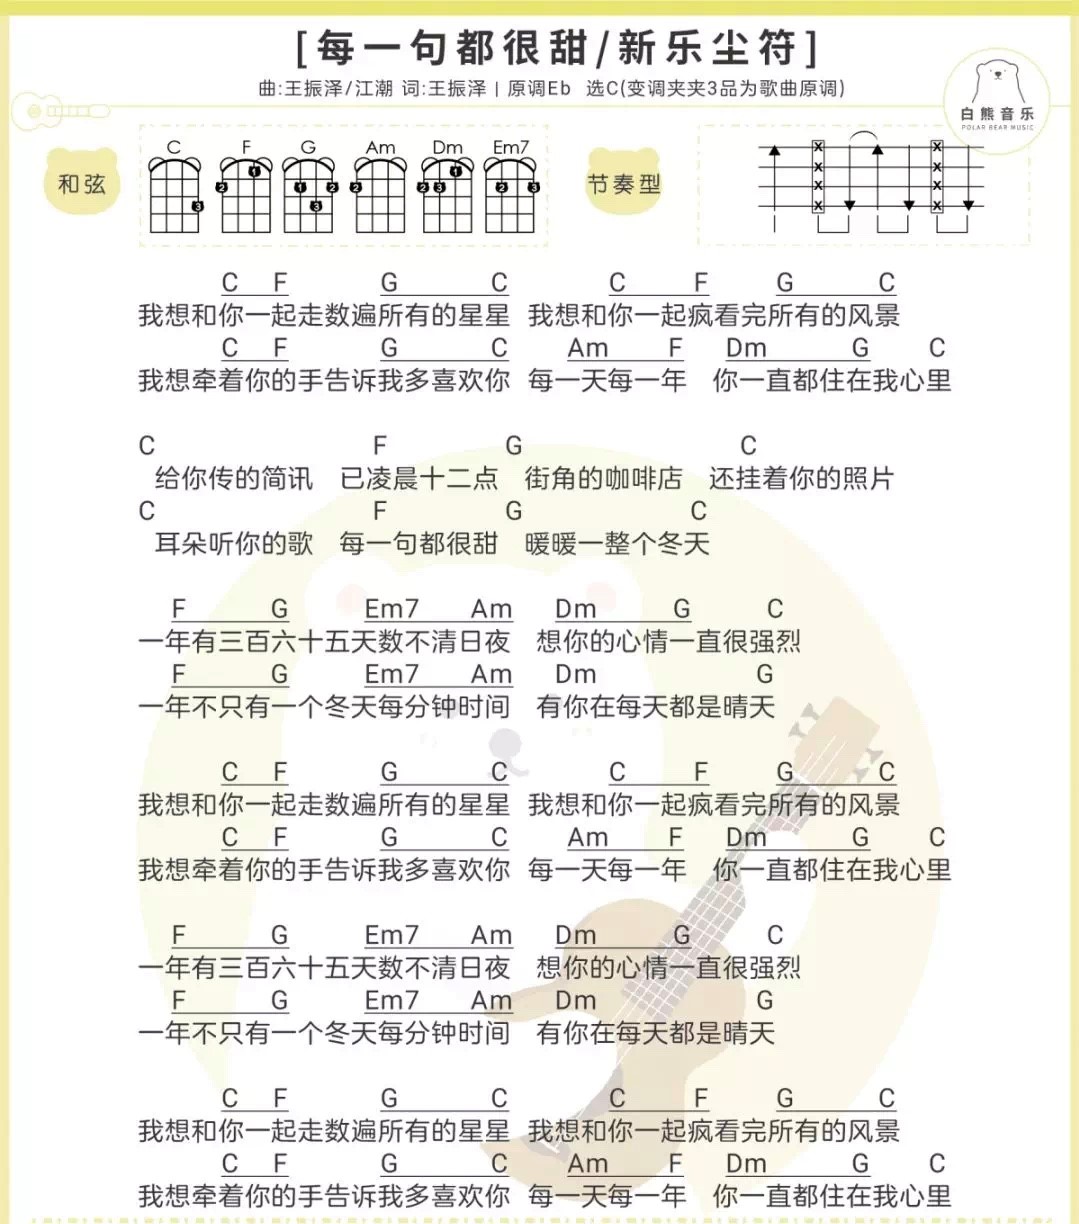 [每一句都很甜/新乐尘符]
曲:王振泽/江潮 词:王振泽 | 原调Eb 选C(变调夹夹3品为歌曲原调)
白熊音乐
POLAR BEAR MUSIC
和弦
C F G Am Dm Em7
节奏型
C F G C C F G C
我想和你一起走数遍所有的星星 我想和你一起疯看完所有的风景
C F G C Am F Dm G C
我想牵着你的手告诉我多喜欢你 每一天每一年 你一直都住在我心里
C F G C
给你传的简讯 已凌晨十二点 街角的咖啡店 还挂着你的照片
C F G C
耳朵听你的歌 每一句都很甜 暖暖一整个冬天
F G Em7 Am Dm G C
一年有三百六十五天数不清日夜 想你的心情一直很强烈
F G Em7 Am Dm G
一年不只有一个冬天每分钟时间 有你在每天都是晴天
C F G C C F G C
我想和你一起走数遍所有的星星 我想和你一起疯看完所有的风景
C F G C Am F Dm G C
我想牵着你的手告诉我多喜欢你 每一天每一年 你一直都住在我心里
F G Em7 Am Dm G C
一年有三百六十五天数不清日夜 想你的心情一直很强烈
F G Em7 Am Dm G
一年不只有一个冬天每分钟时间 有你在每天都是晴天
C F G C C F G C
我想和你一起走数遍所有的星星 我想和你一起疯看完所有的风景
C F G C Am F Dm G C
我想牵着你的手告诉我多喜欢你 每一天每一年 你一直都住在我心里